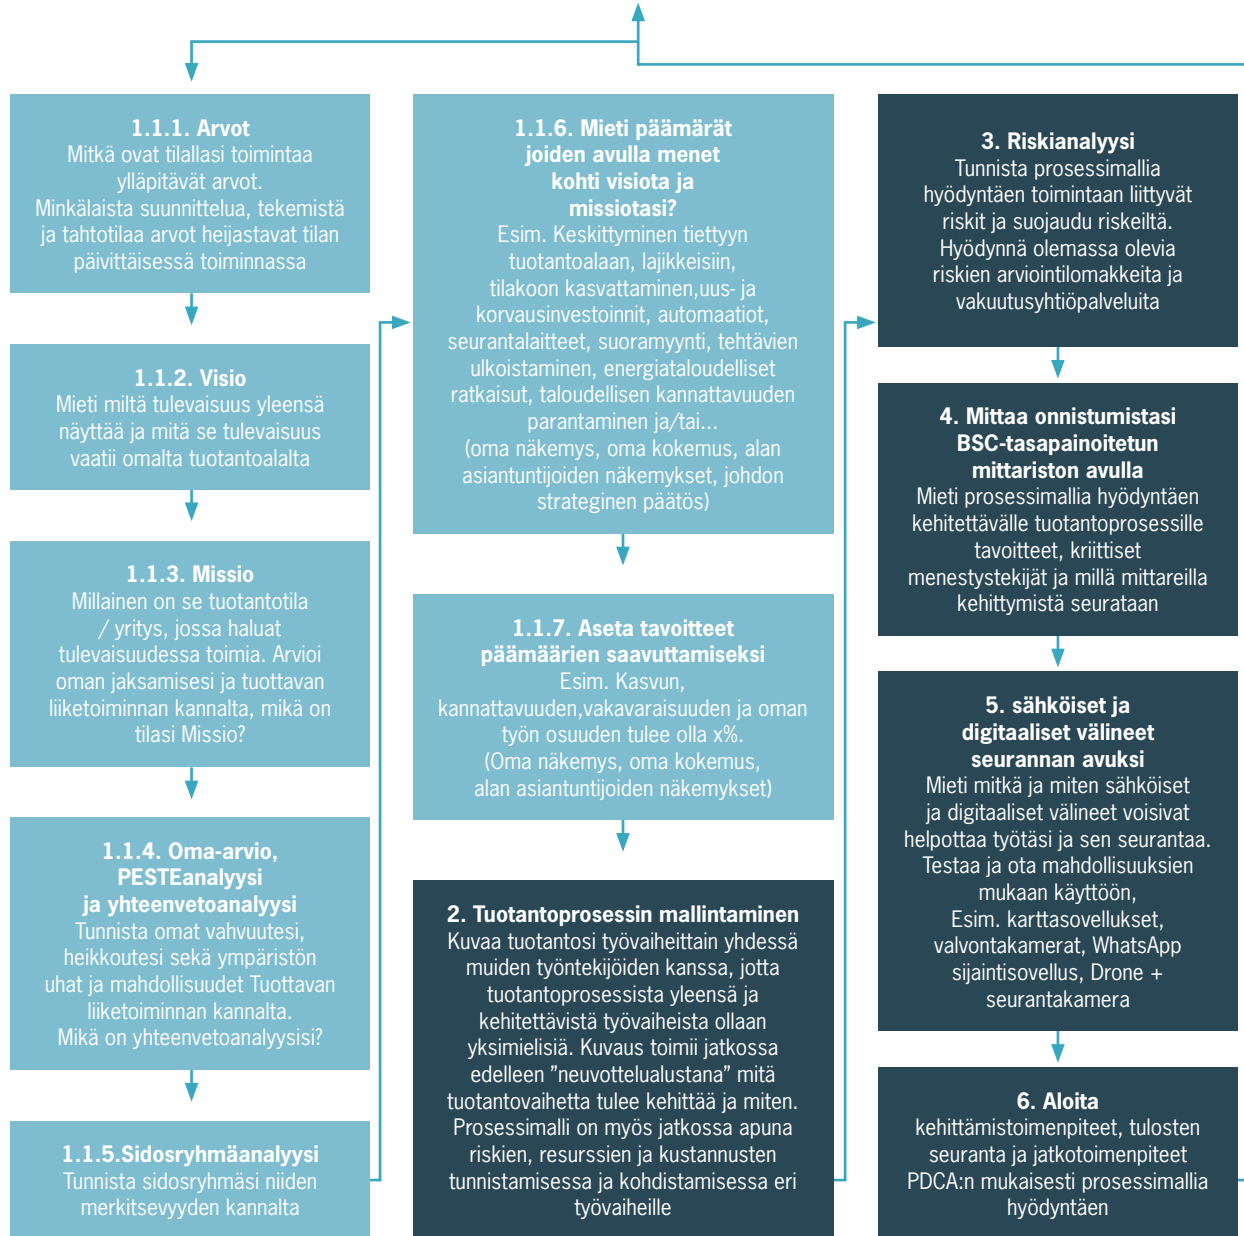 1.1.1. Arvot
Mitkä ovat tilallasi toimintaa
ylläpitävät arvot.
Minkälaista suunnittelua, tekemistä
ja tahtotilaa arvot heijastavat tilan
päivittäisessä toiminnassa
1.1.2. Visio
Mieti miltä tulevaisuus yleensä
näyttää ja mitä se tulevaisuus
vaatii omalta tuotantoalalta
1.1.3. Missio
Millainen on se tuotantotila
/ yritys, jossa haluat
tulevaisuudessa toimia. Arvioi
oman jaksamisesi ja tuottavan
liiketoiminnan kannalta, mikä on
tilasi Missio?
1.1.4. Oma-arvio,
PESTEanalyysi
ja yhteenvetoanalyysi
Tunnista omat vahvuutesi,
heikkoutesi sekä ympäristön
uhat ja mahdollisuudet Tuottavan
liiketoiminnan kannalta.
Mikä on yhteenvetoanalyysisi?
1.1.5.Sidosryhmäanalyysi
Tunnista sidosryhmäsi niiden
merkitsevyyden kannalta
1.1.6. Mieti päämärät
joiden avulla menet
kohti visiota ja
missiotasi?
Esim. Keskittyminen tiettyyn
tuotantoalaan, lajikkeisiin,
tilakoon kasvattaminen,uus- ja
korvausinvestoinnit, automaatiot,
seurantalaitteet, suoramyynti, tehtävien
ulkoistaminen, energiataloudelliset
ratkaisut, taloudellisen kannattavuuden
parantaminen ja/tai...
(oma näkemys, oma kokemus, alan
asiantuntijoiden näkemykset, johdon
strateginen päätös)
1.1.7. Aseta tavoitteet
päämäärien saavuttamiseksi
Esim. Kasvun,
kannattavuuden,vakavaraisuuden ja oman
työn osuuden tulee olla x%.
(Oma näkemys, oma kokemus,
alan asiantuntijoiden näkemykset)
2. Tuotantoprosessin mallintaminen
Kuvaa tuotantosi työvaiheittain yhdessä
muiden työntekijöiden kanssa, jotta
tuotantoprosessista yleensä ja
kehitettävistä työvaiheista ollaan
yksimielisiä. Kuvaus toimii jatkossa
edelleen ”neuvottelualustana” mitä
tuotantovaihetta tulee kehittää ja miten.
Prosessimalli on myös jatkossa apuna
riskien, resurssien ja kustannusten
tunnistamisessa ja kohdistamisessa eri
työvaiheille
3. Riskianalyysi
Tunnista prosessimallia
hyödyntäen toimintaan liittyvät
riskit ja suojaudu riskeiltä.
Hyödynnä olemassa olevia
riskien arviointilomakkeita ja
vakuutusyhtiöpalveluita
4. Mittaa onnistumistasi
BSC-tasapainoitetun
mittariston avulla
Mieti prosessimallia hyödyntäen
kehitettävälle tuotantoprosessille
tavoitteet, kriittiset
menestystekijät ja millä mittareilla
kehittymistä seurataan
5. sähköiset ja
digitaaliset välineet
seurannan avuksi
Mieti mitkä ja miten sähköiset
ja digitaaliset välineet voisivat
helpottaa työtäsi ja sen seurantaa.
Testaa ja ota mahdollisuuksien
mukaan käyttöön,
Esim. karttasovellukset,
valvontakamerat, WhatsApp
sijaintisovellus, Drone +
seurantakamera
6. Aloita
kehittämistoimenpiteet, tulosten
seuranta ja jatkotoimenpiteet
PDCA:n mukaisesti prosessimallia
hyödyntäen